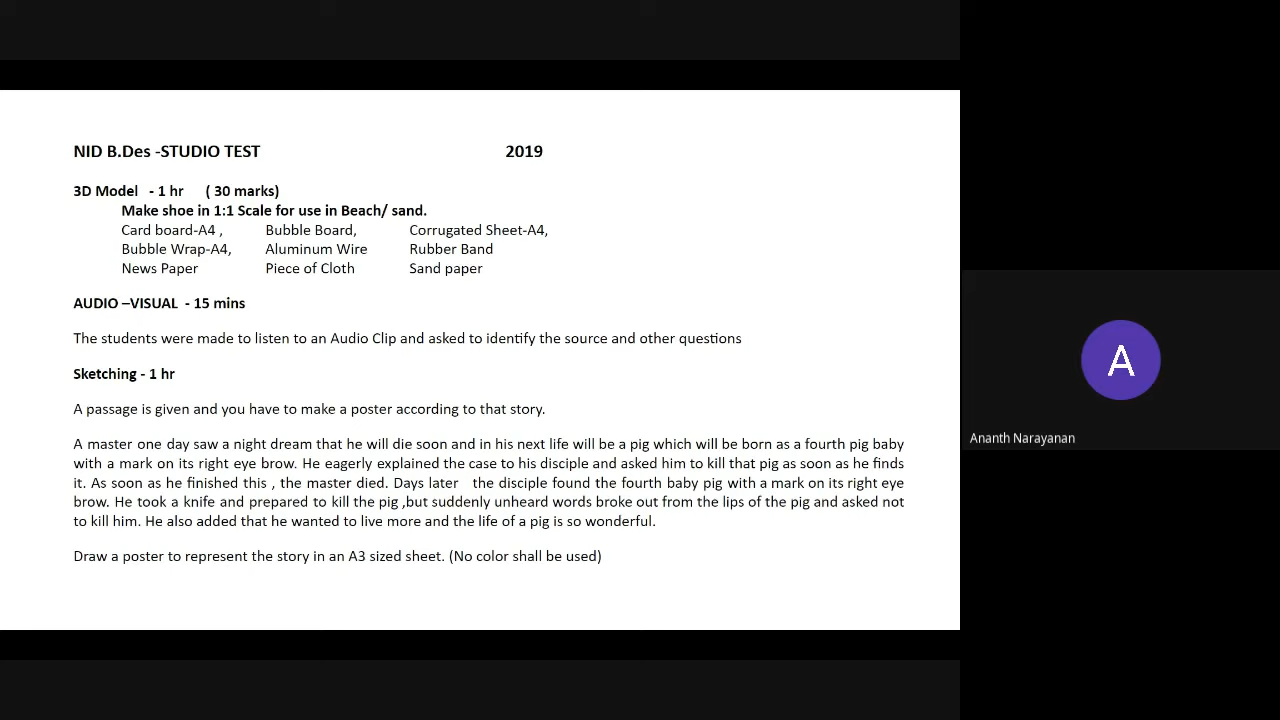 NID B.Des -STUDIO TEST 2019
3D Model - 1 hr ( 30 marks)
Make shoe in 1:1 Scale for use in Beach/ sand.
Card board-A4 , Bubble Board, Corrugated Sheet-A4,
Bubble Wrap-A4, Aluminum Wire Rubber Band
News Paper Piece of Cloth Sand paper
AUDIO –VISUAL - 15 mins
The students were made to listen to an Audio Clip and asked to identify the source and other questions
Sketching - 1 hr
A passage is given and you have to make a poster according to that story.
A master one day saw a night dream that he will die soon and in his next life will be a pig which will be born as a fourth pig baby
with a mark on its right eye brow. He eagerly explained the case to his disciple and asked him to kill that pig as soon as he finds
it. As soon as he finished this , the master died. Days later the disciple found the fourth baby pig with a mark on its right eye
brow. He took a knife and prepared to kill the pig ,but suddenly unheard words broke out from the lips of the pig and asked not
to kill him. He also added that he wanted to live more and the life of a pig is so wonderful.
Draw a poster to represent the story in an A3 sized sheet. (No color shall be used)
A
Ananth Narayanan